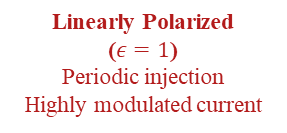 Linearly Polarized
(ϵ = 1)
Periodic injection
Highly modulated current